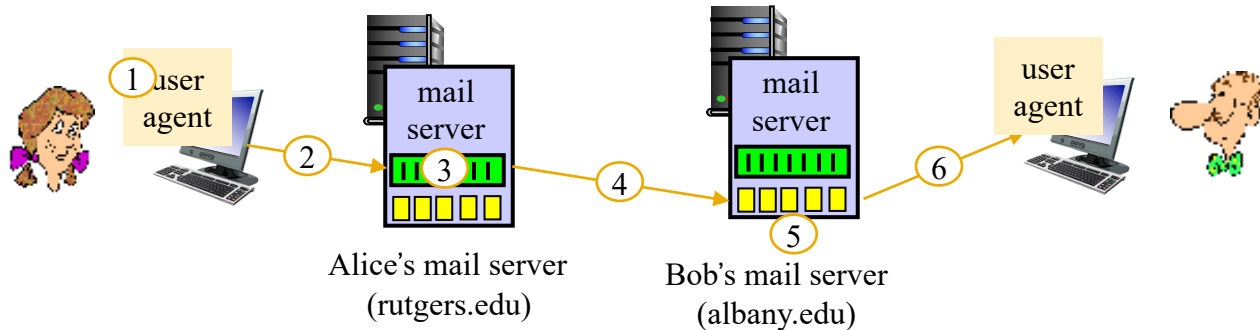 1
user
agent
2
mail
server
3
4
mail
server
5
6
user
agent
Alice’s mail server
(rutgers.edu)
Bob’s mail server
(albany.edu)